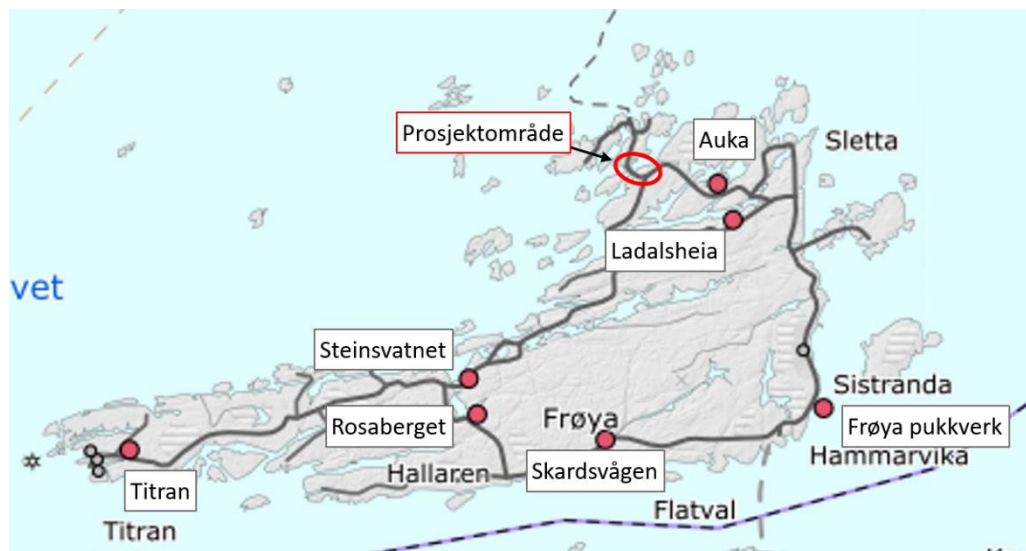 Prosjektområde
Auka
Sletta
Ladalsheia
vet
Steinsvatnet
Sistranda
Rosaberget
Frøya
Frøya pukkverk
Hammarvika
Hallaren
Skardsvågen
Titran
Flatval
Titran